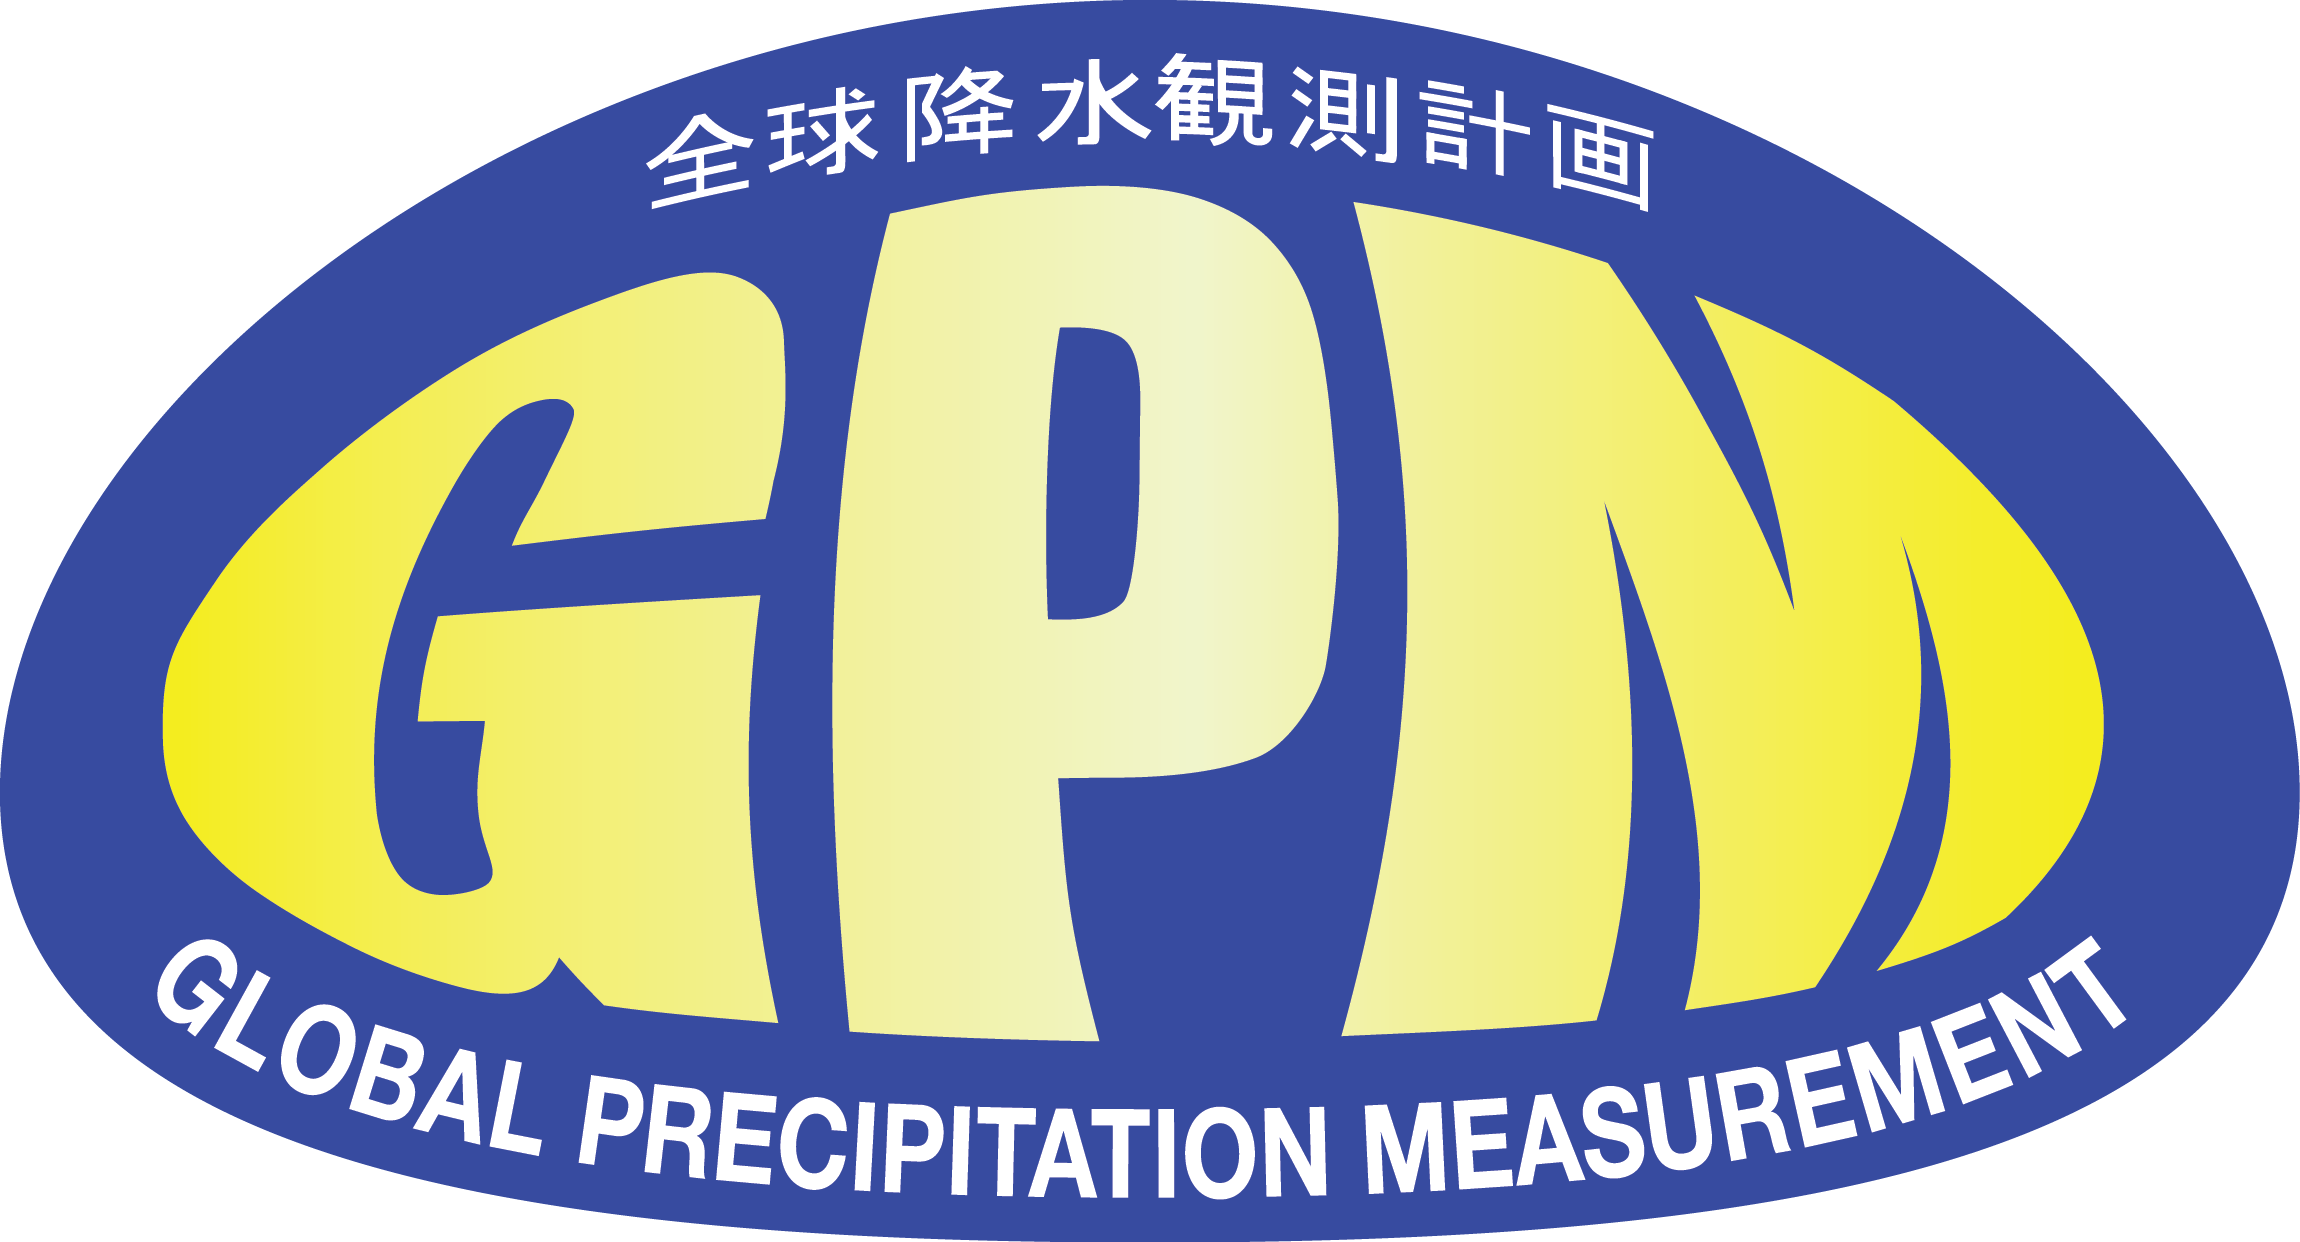 全球降水観測計画
GPM
GLOBAL PRECIPITATION MEASUREMENT